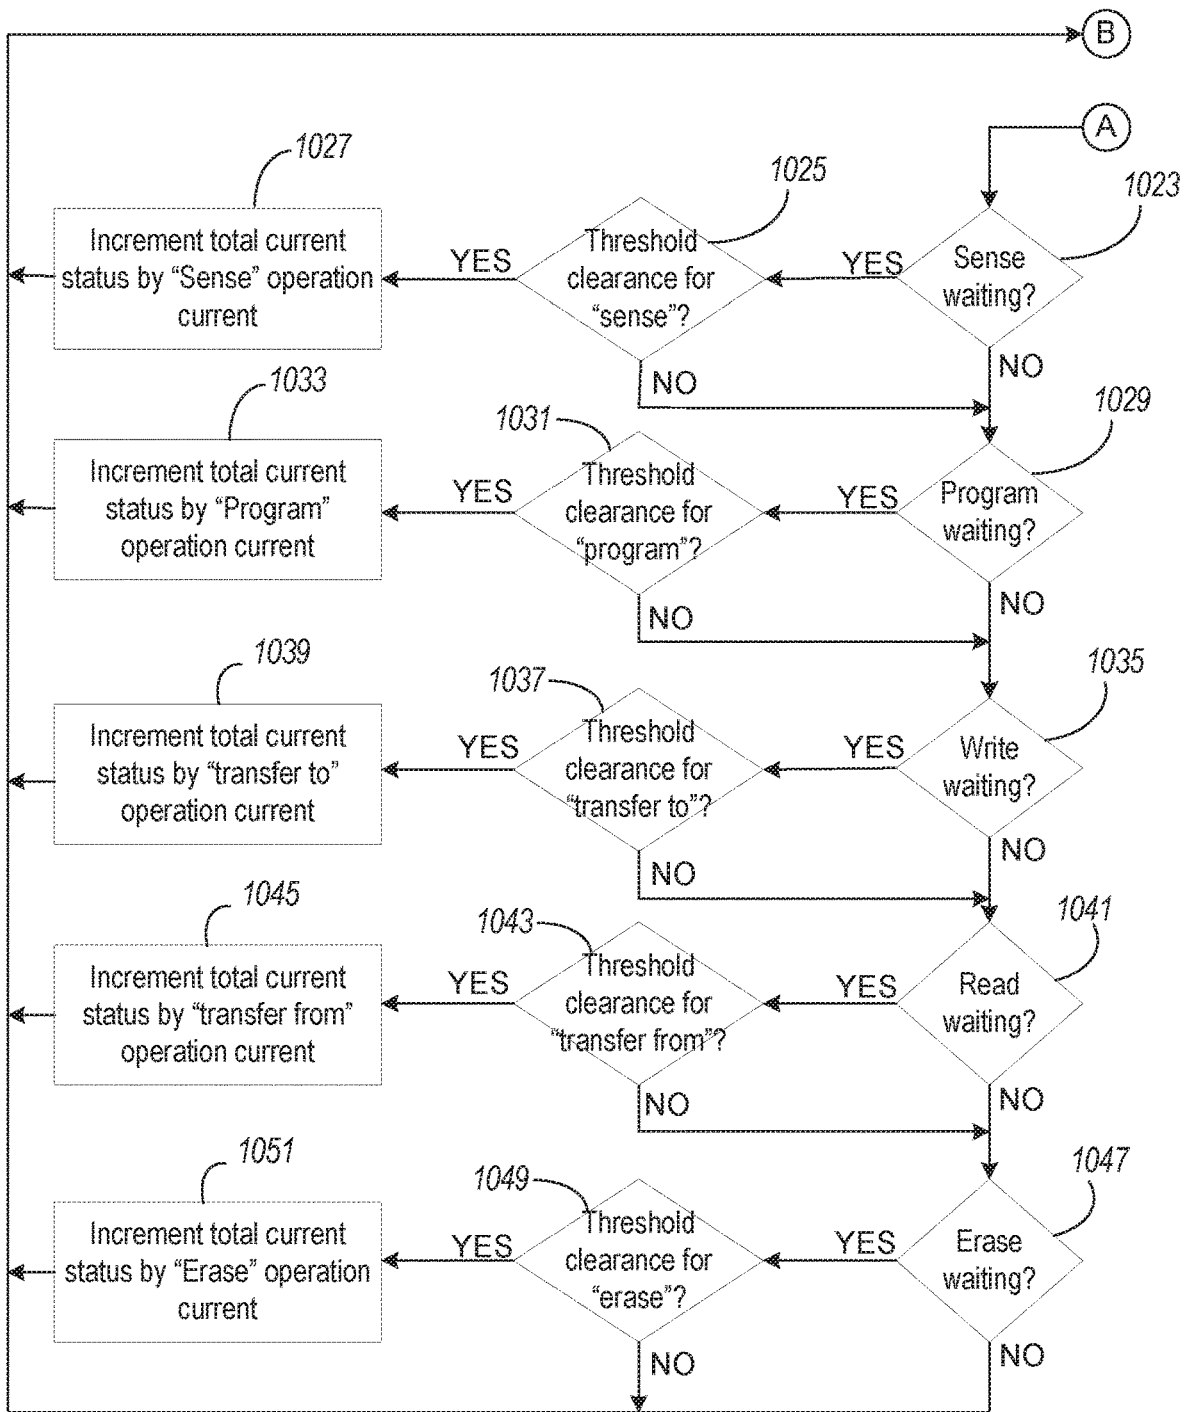 B
A
1027
1025
1023
Increment total current
status by "Sense" operation
current
YES
Threshold
clearance for
"sense"?
YES
Sense
waiting?
NO
NO
1033
1031
1029
Increment total current
status by "Program"
operation current
YES
Threshold
clearance for
"program"?
YES
Program
waiting?
NO
NO
1039
1037
1035
Increment total current
status by "transfer to"
operation current
YES
Threshold
clearance for
"transfer to"?
YES
Write
waiting?
NO
NO
1045
1043
1041
Increment total current
status by "transfer from"
operation current
YES
Threshold
clearance for
"transfer from"?
YES
Read
waiting?
NO
NO
1051
1049
1047
Increment total current
status by "Erase" operation
current
YES
Threshold
clearance for
"erase"?
YES
Erase
waiting?
NO
NO